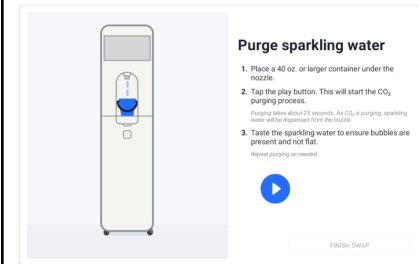 Purge sparkling water
1. Place a 40 oz. or larger container under the
nozzle.
2. Tap the play button. This will start the CO₂
purging process.
Purging takes about 25 seconds. As CO₂ is purging, sparkling
water will be dispensed from the nozzle.
3. Taste the sparkling water to ensure bubbles are
present and not flat.
Repeat purging as needed.
FINISH SWAP